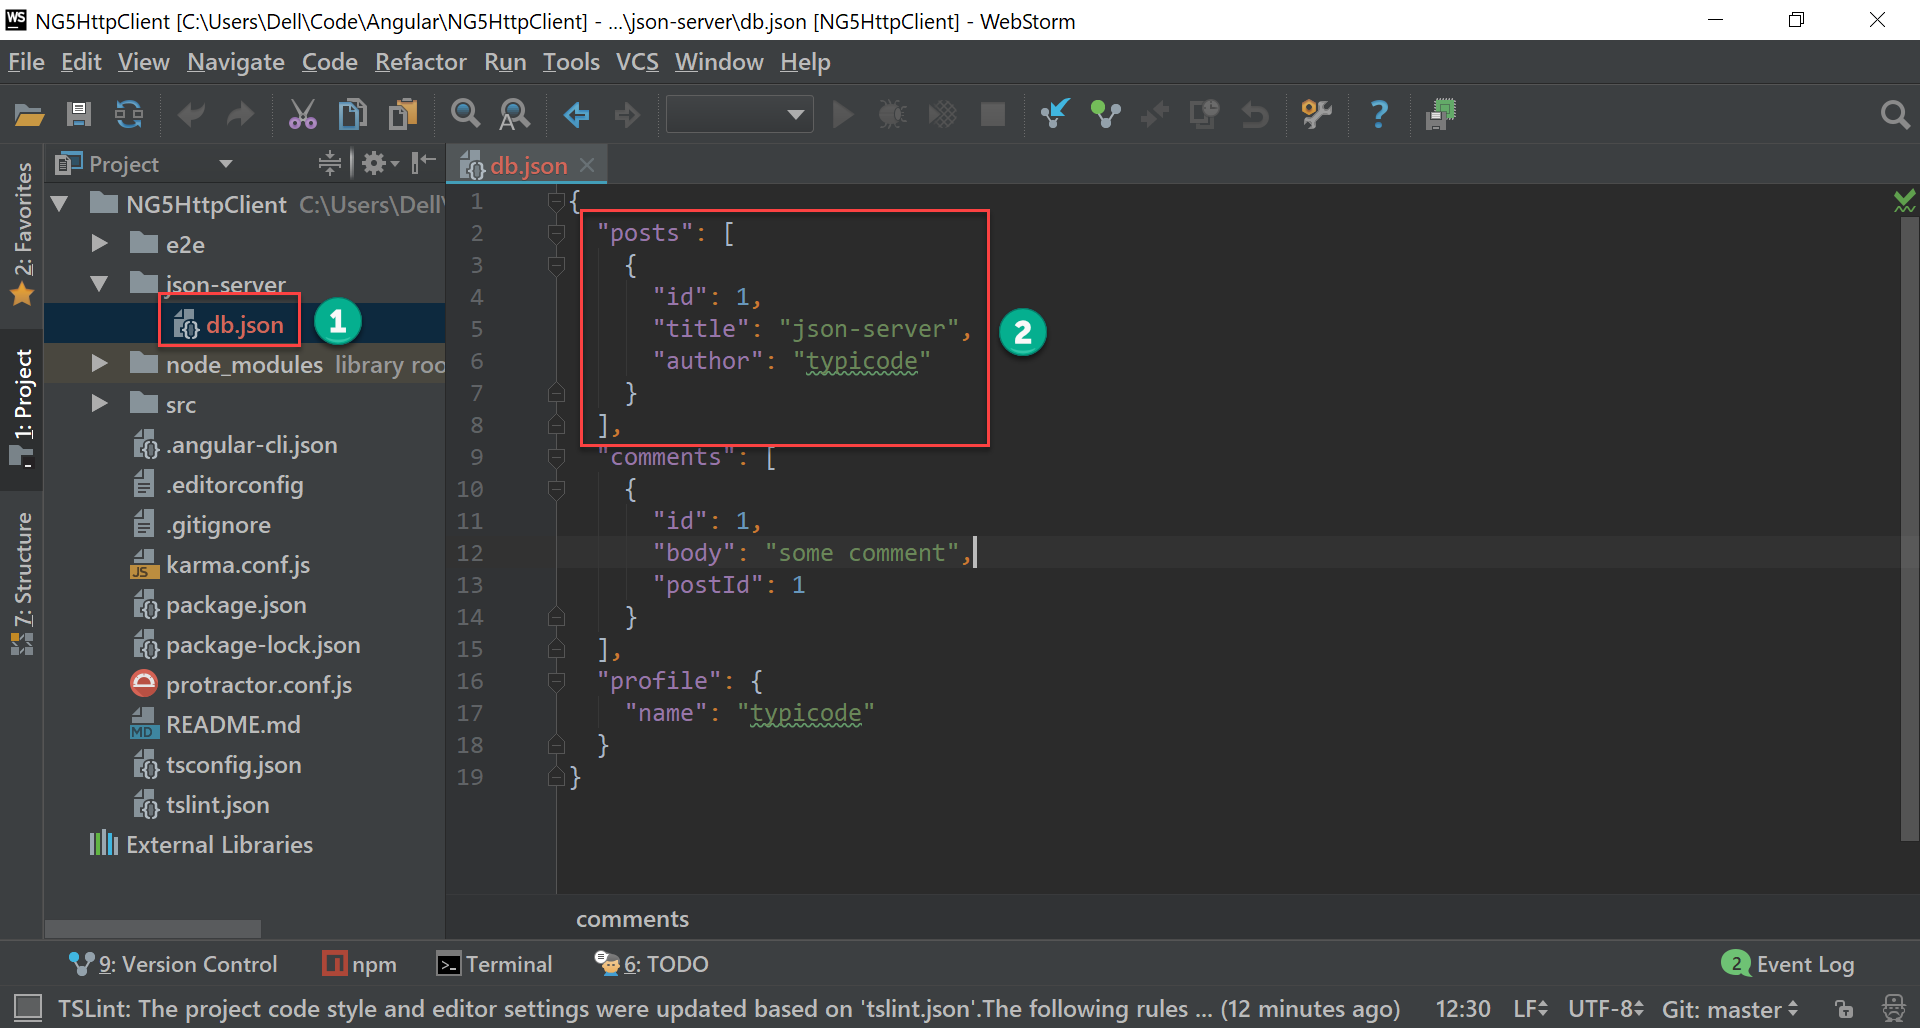 WS NG5HttpClient [C:\Users\Dell\Code\Angular\NG5HttpClient] - ...\json-server\db.json [NG5HttpClient] - WebStorm
File Edit View Navigate Code Refactor Run Tools VCS Window Help
Project
db.json
2: Favorites
1: Project
7: Structure
NG5HttpClient C:\Users\Dell\
e2e
json-server
db.json
1
node_modules library roo
src
.angular-cli.json
.editorconfig
.gitignore
karma.conf.js
package.json
package-lock.json
protractor.conf.js
README.md
tsconfig.json
tslint.json
External Libraries
1 {
2 "posts": [
3 {
4 "id": 1,
5 "title": "json-server",
6 "author": "typicode"
7 }
8 ],
9 "comments": [
10 {
11 "id": 1,
12 "body": "some comment",
13 "postId": 1
14 }
15 ],
16 "profile": {
17 "name": "typicode"
18 }
19 }
2
comments
9: Version Control npm Terminal 6: TODO 2 Event Log
TSLint: The project code style and editor settings were updated based on 'tslint.json'.The following rules ... (12 minutes ago) 12:30 LF UTF-8 Git: master